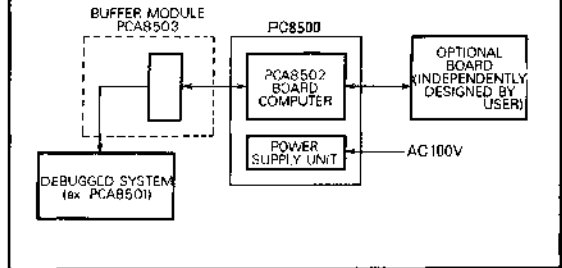 BUFFER MODULE
PCA8503
PC8500
PCA8502
BOARD
COMPUTER
OPTIONAL
BOARD
(INDEPENDENTLY
DESIGNED BY
USER)
POWER
SUPPLY UNIT
AC100V
DEBUGGED SYSTEM
(ex PCA8501)